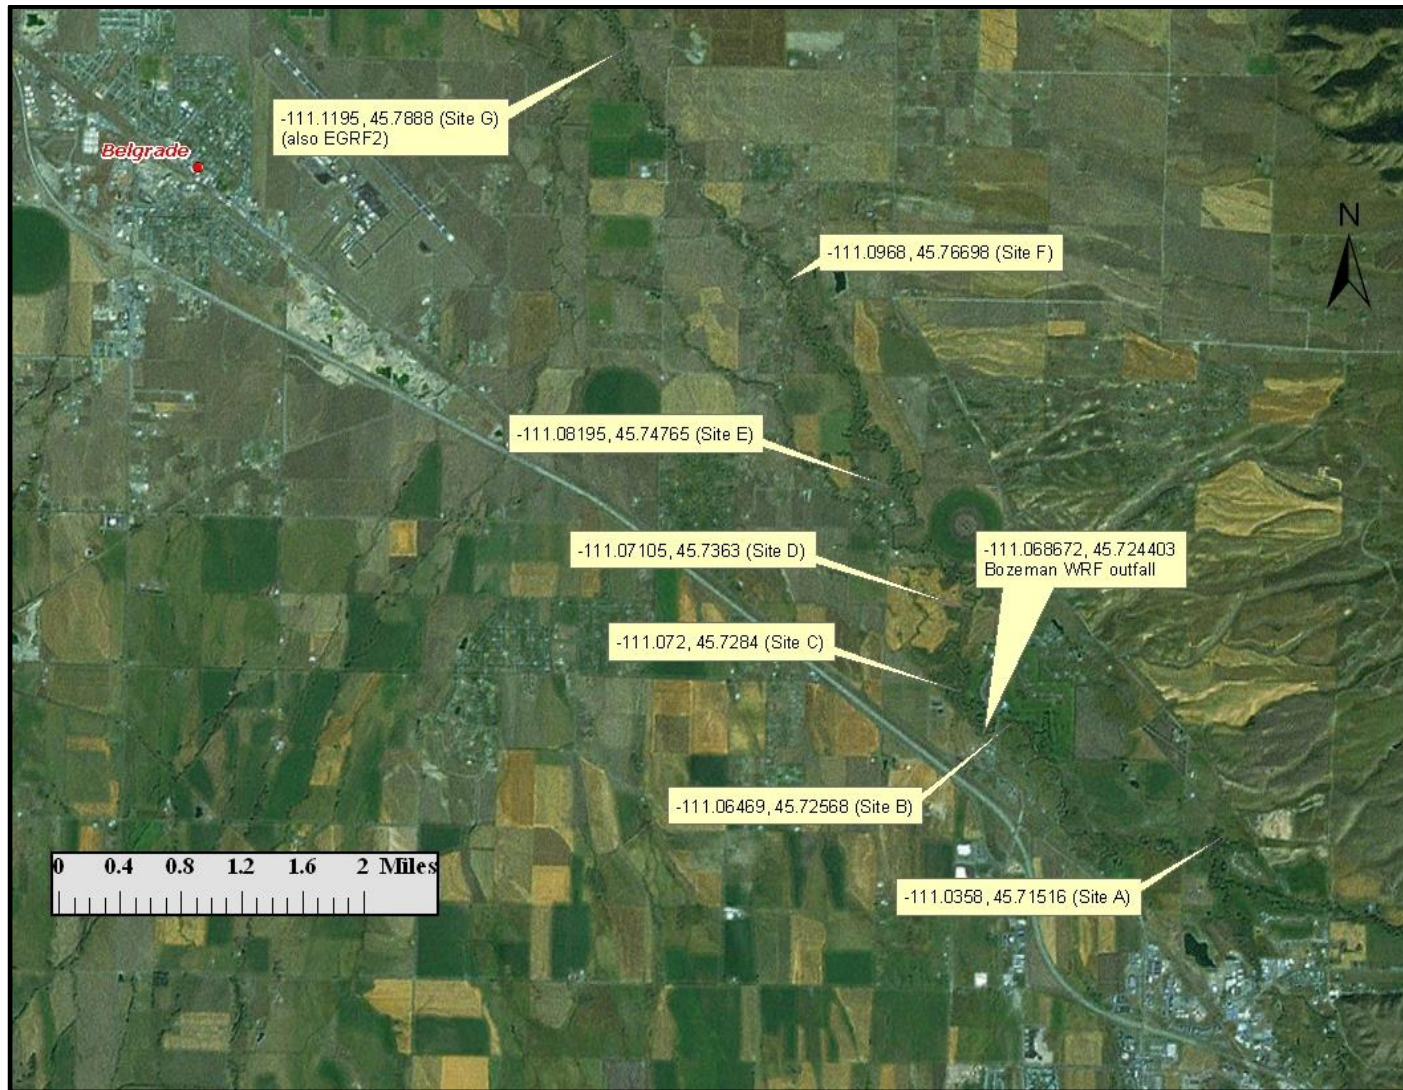 -111.1195, 45.7888 (Site G)
(also EGRF2)
Belgrade
N
-111.0968, 45.76698 (Site F)
-111.08195, 45.74765 (Site E)
-111.07105, 45.7363 (Site D)
-111.068672, 45.724403
Bozeman WRF outfall
-111.072, 45.7284 (Site C)
-111.06469, 45.72568 (Site B)
0 0.4 0.8 1.2 1.6 2 Miles
-111.0358, 45.71516 (Site A)